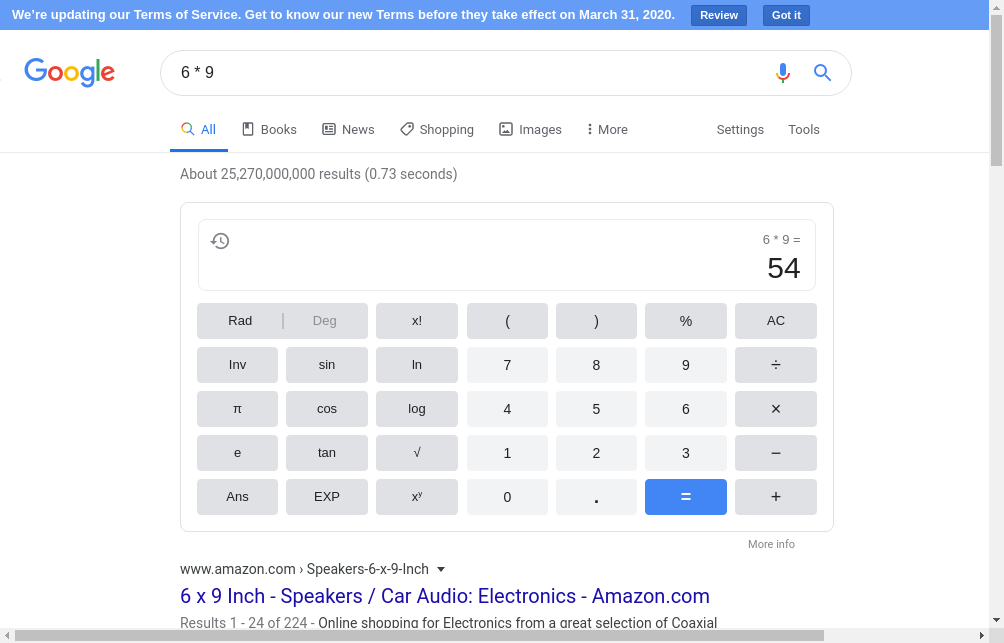 We're updating our Terms of Service. Get to know our new Terms before they take effect on March 31, 2020. Review Got it
Google 6 * 9
All Books News Shopping Images More Settings Tools
About 25,270,000,000 results (0.73 seconds)
6 * 9 =
54
Rad | Deg x! ( ) % AC
Inv sin ln 7 8 9 ÷
π cos log 4 5 6 ×
e tan √ 1 2 3 −
Ans EXP xʸ 0 . = +
More info
www.amazon.com › Speakers-6-x-9-Inch
6 x 9 Inch - Speakers / Car Audio: Electronics - Amazon.com
Results 1 - 24 of 224 - Online shopping for Electronics from a great selection of Coaxial